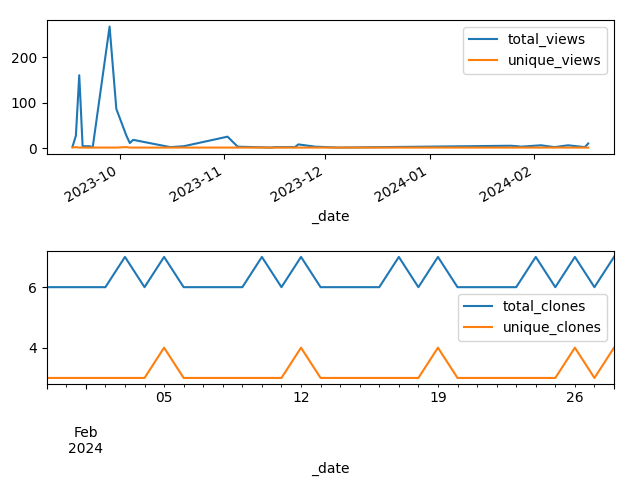 total_views
unique_views
200
100
0
2023-10
2023-11
2023-12
2024-01
2024-02
_date
total_clones
unique_clones
6
4
05
12
19
26
Feb
2024
_date